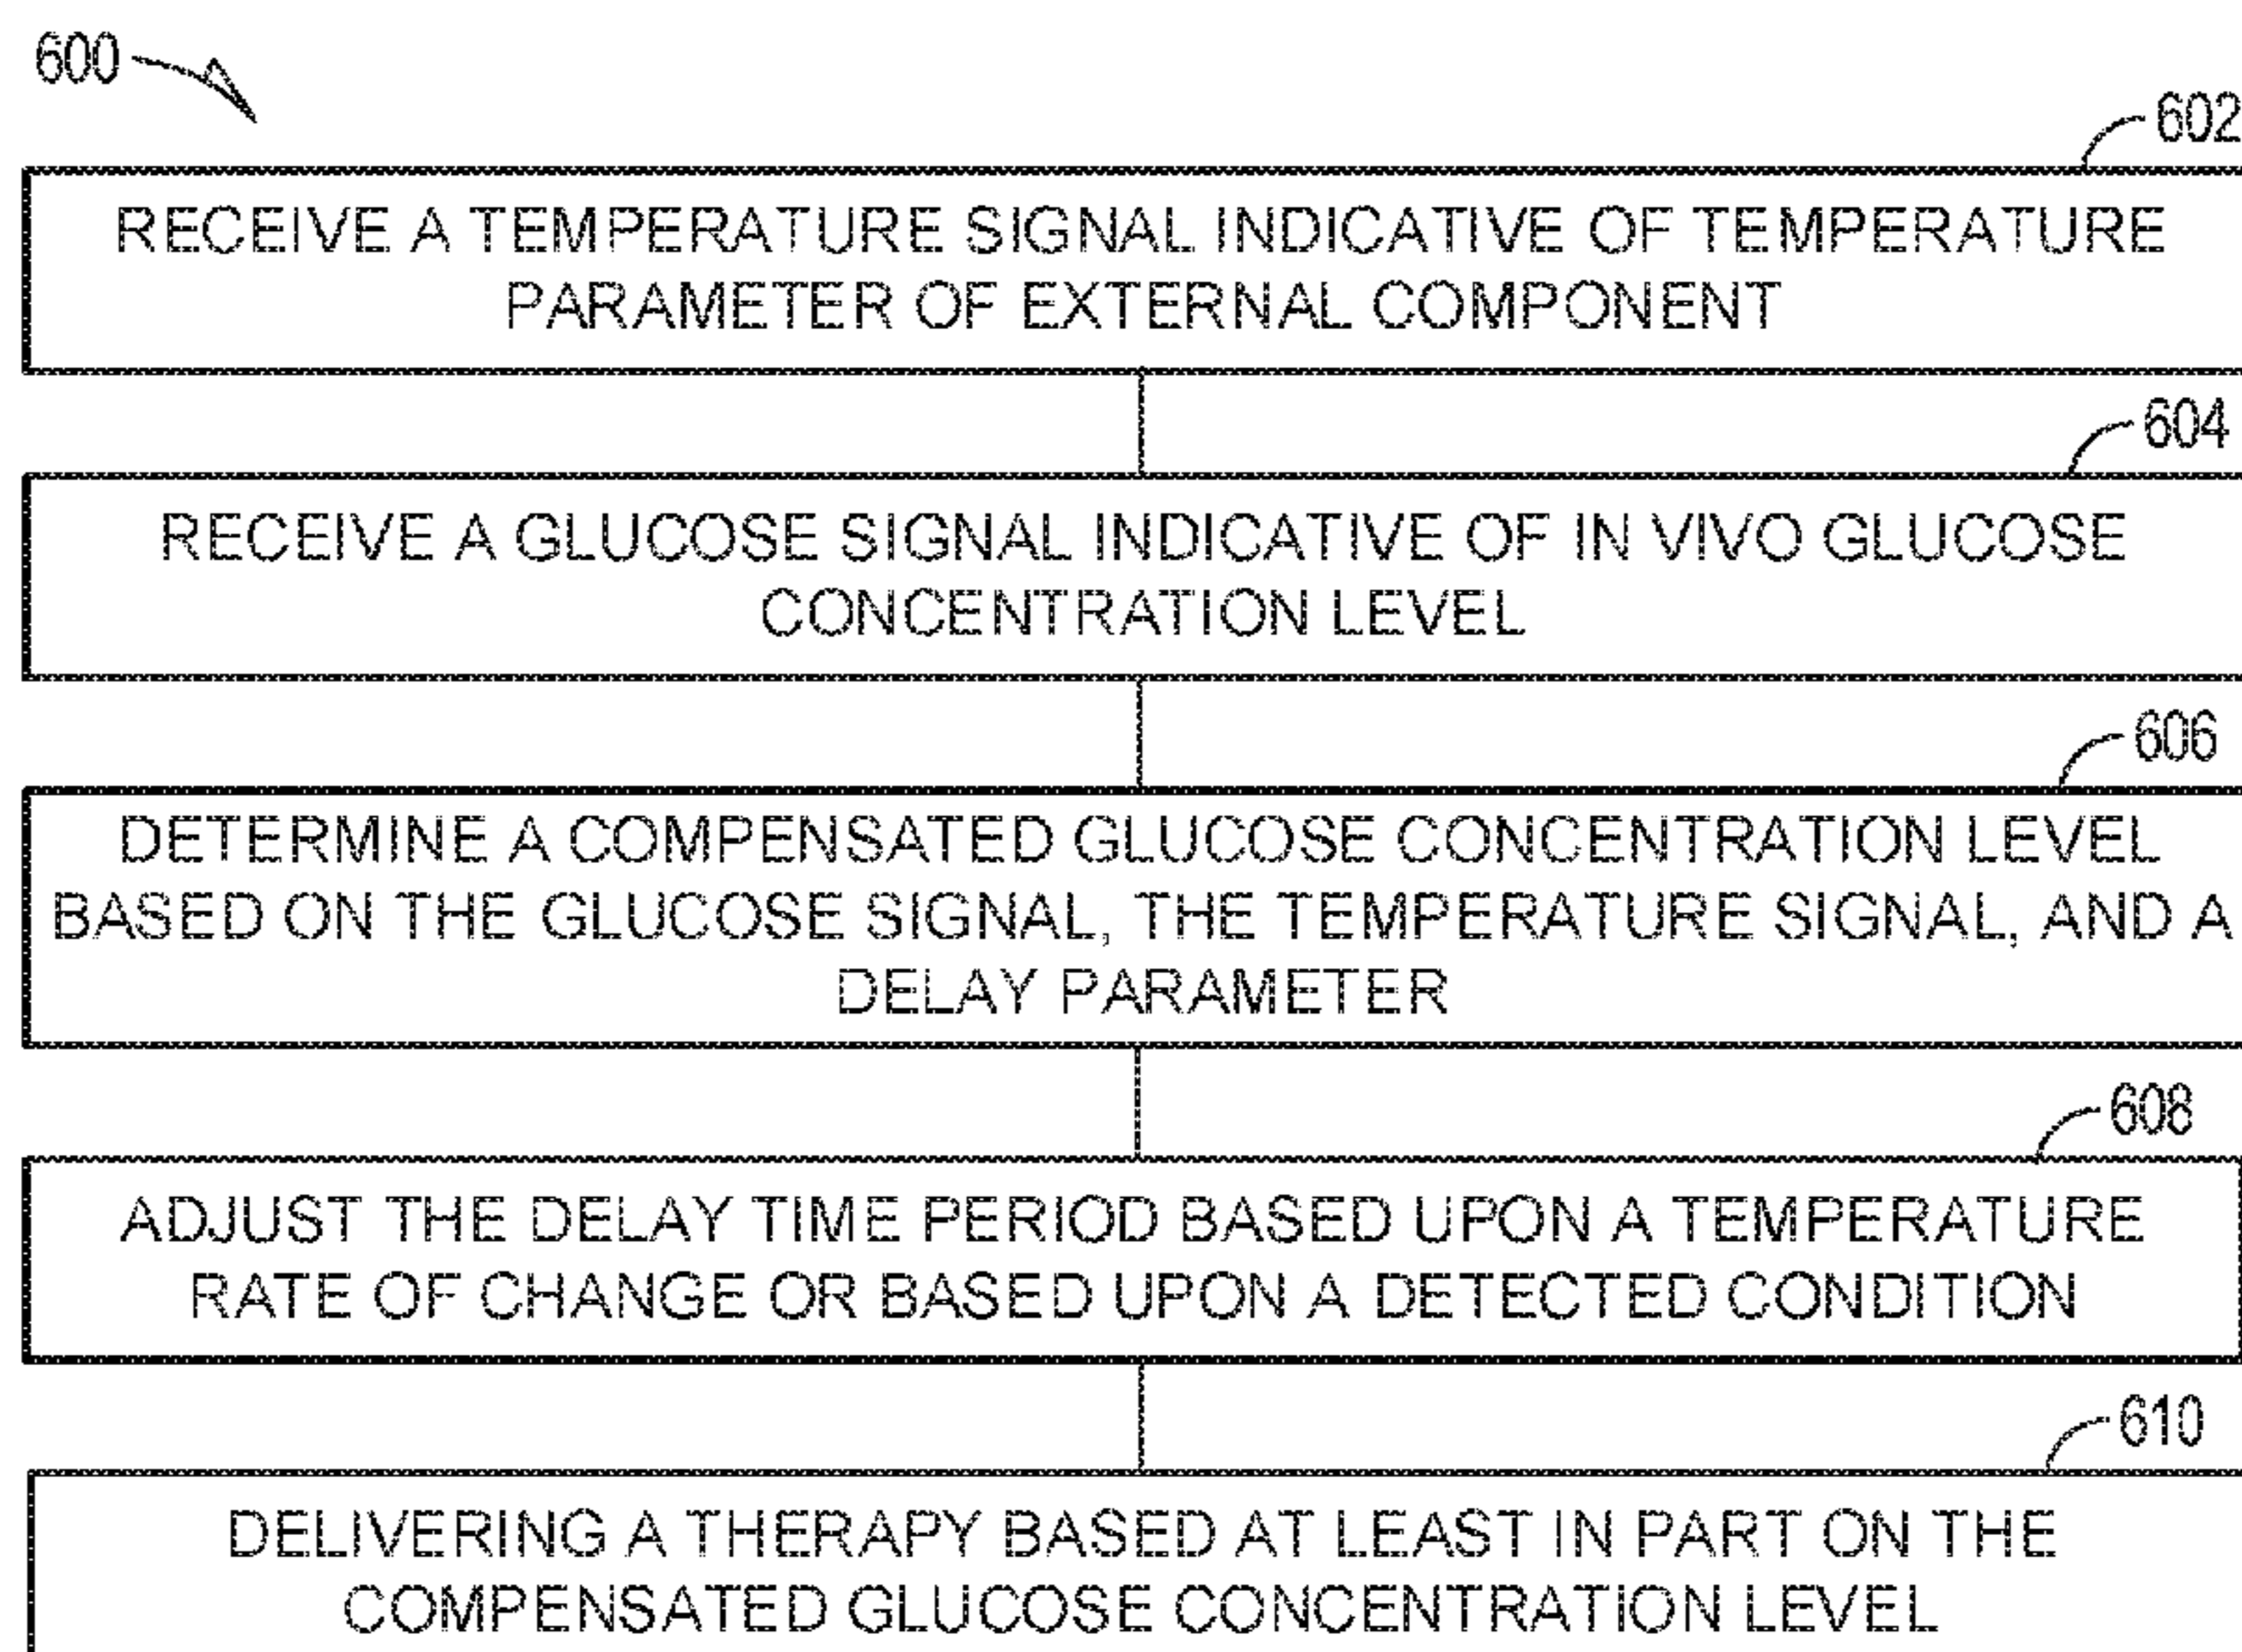 600
602
RECEIVE A TEMPERATURE SIGNAL INDICATIVE OF TEMPERATURE
PARAMETER OF EXTERNAL COMPONENT
604
RECEIVE A GLUCOSE SIGNAL INDICATIVE OF IN VIVO GLUCOSE
CONCENTRATION LEVEL
606
DETERMINE A COMPENSATED GLUCOSE CONCENTRATION LEVEL
BASED ON THE GLUCOSE SIGNAL, THE TEMPERATURE SIGNAL, AND A
DELAY PARAMETER
608
ADJUST THE DELAY TIME PERIOD BASED UPON A TEMPERATURE
RATE OF CHANGE OR BASED UPON A DETECTED CONDITION
610
DELIVERING A THERAPY BASED AT LEAST IN PART ON THE
COMPENSATED GLUCOSE CONCENTRATION LEVEL